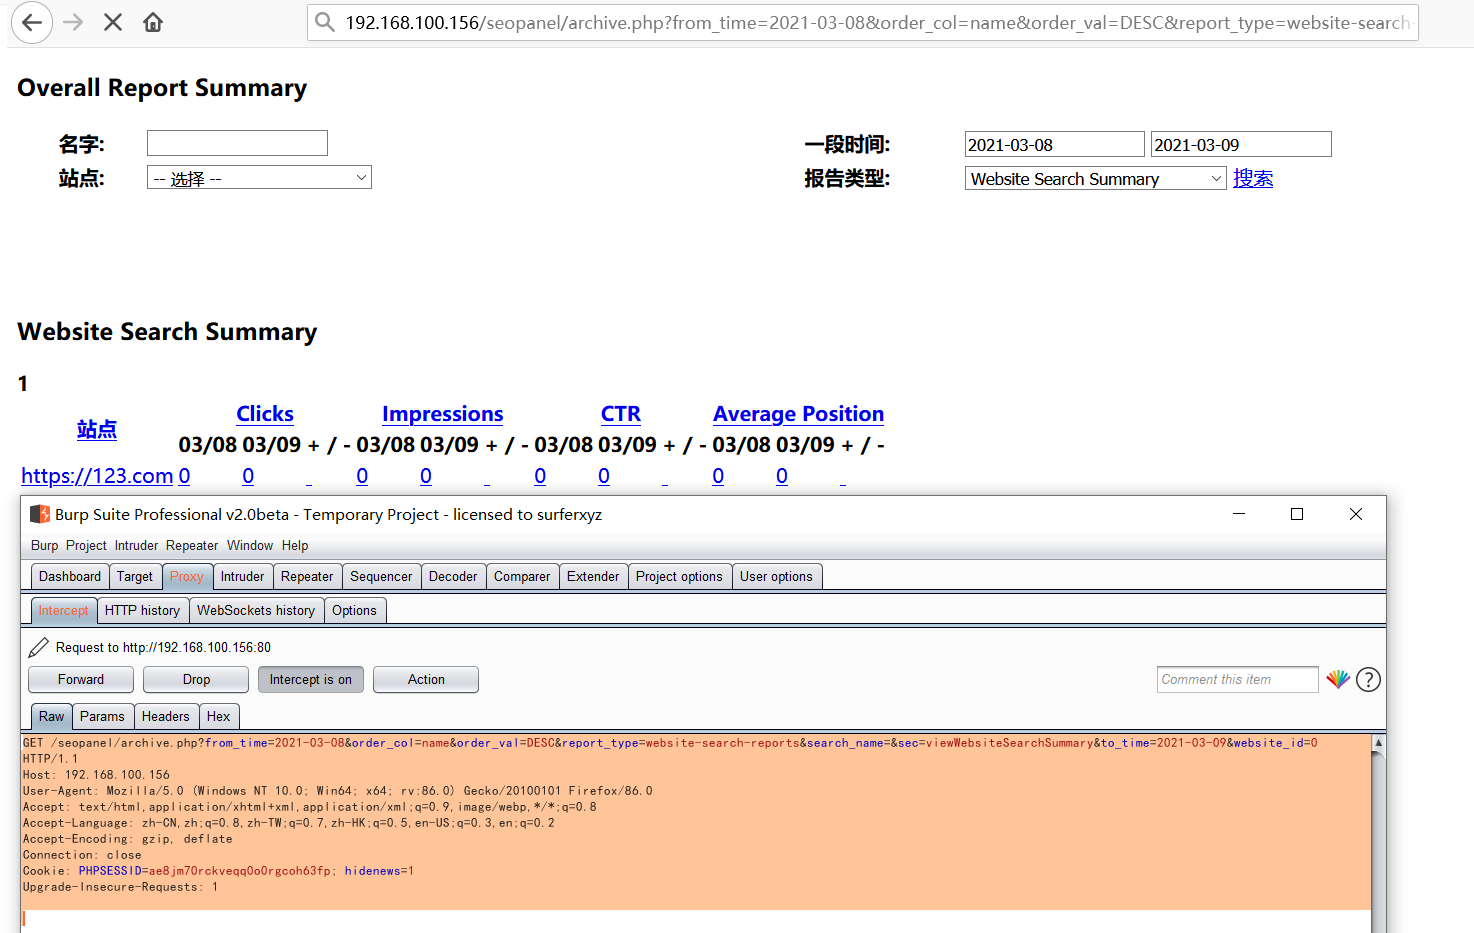 192.168.100.156/seopanel/archive.php?from_time=2021-03-08&order_col=name&order_val=DESC&report_type=website-search-
Overall Report Summary
名字: 一段时间: 2021-03-08 2021-03-09
站点: -- 选择 -- 报告类型: Website Search Summary 搜索
Website Search Summary
1
站点 Clicks Impressions CTR Average Position
03/08 03/09 + / - 03/08 03/09 + / - 03/08 03/09 + / - 03/08 03/09 + / -
https://123.com 0 0 - 0 0 - 0 0 - 0 0 -
Burp Suite Professional v2.0beta - Temporary Project - licensed to surferxyz
Burp Project Intruder Repeater Window Help
Dashboard Target Proxy Intruder Repeater Sequencer Decoder Comparer Extender Project options User options
Intercept HTTP history WebSockets history Options
Request to http://192.168.100.156:80
Forward Drop Intercept is on Action Comment this item ?
Raw Params Headers Hex
GET /seopanel/archive.php?from_time=2021-03-08&order_col=name&order_val=DESC&report_type=website-search-reports&search_name=&sec=viewWebsiteSearchSummary&to_time=2021-03-09&website_id=0
HTTP/1.1
Host: 192.168.100.156
User-Agent: Mozilla/5.0 (Windows NT 10.0; Win64; x64; rv:86.0) Gecko/20100101 Firefox/86.0
Accept: text/html,application/xhtml+xml,application/xml;q=0.9,image/webp,*/*;q=0.8
Accept-Language: zh-CN,zh;q=0.8,zh-TW;q=0.7,zh-HK;q=0.5,en-US;q=0.3,en;q=0.2
Accept-Encoding: gzip, deflate
Connection: close
Cookie: PHPSESSID=ae8jm70rckveqq0o0rgcoh63fp; hidenews=1
Upgrade-Insecure-Requests: 1